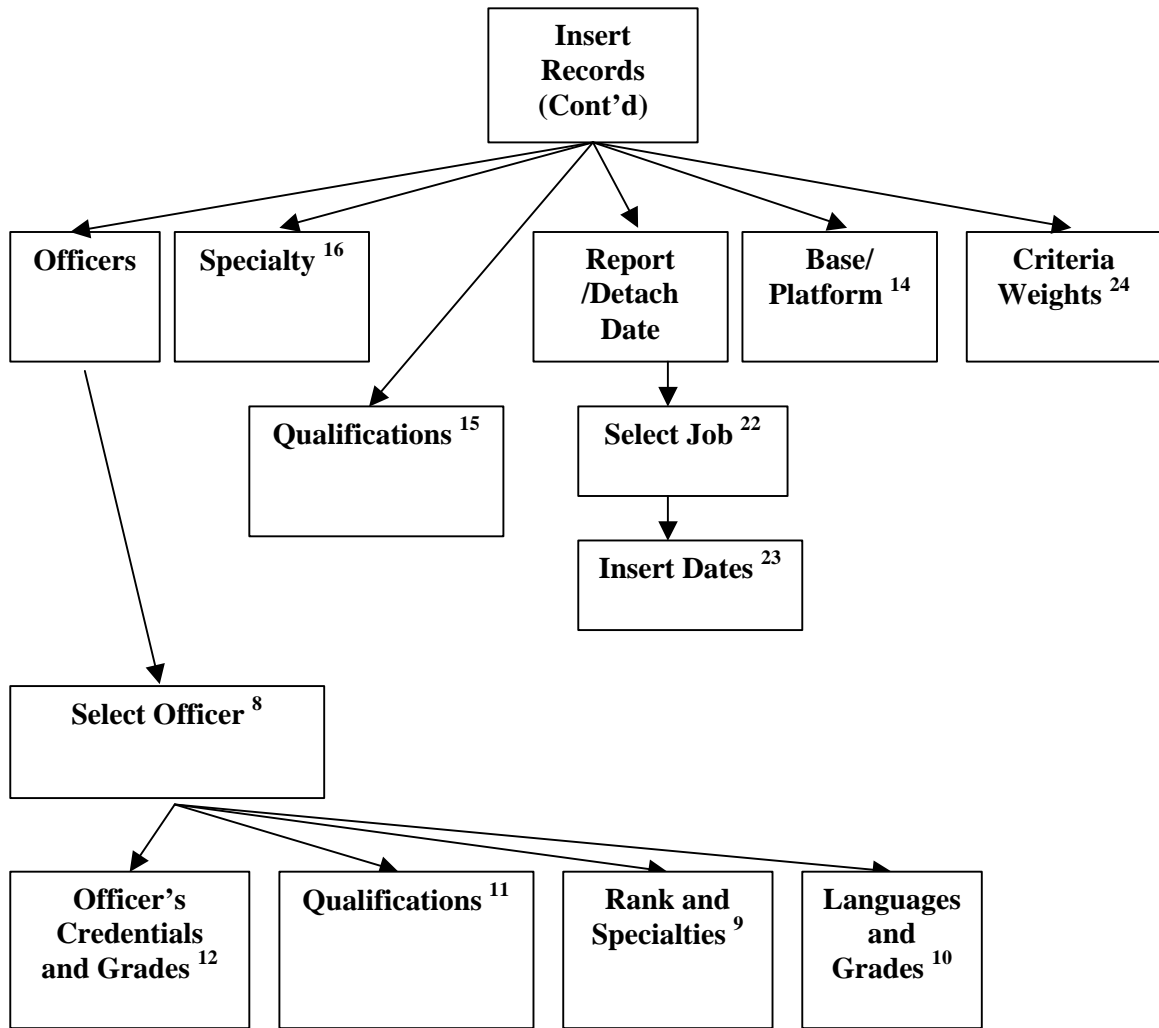 Insert
Records
(Cont’d)
Officers
Specialty 16
Report
/Detach
Date
Base/
Platform 14
Criteria
Weights 24
Qualifications 15
Select Job 22
Insert Dates 23
Select Officer 8
Officer’s
Credentials
and Grades 12
Qualifications 11
Rank and
Specialties 9
Languages
and
Grades 10